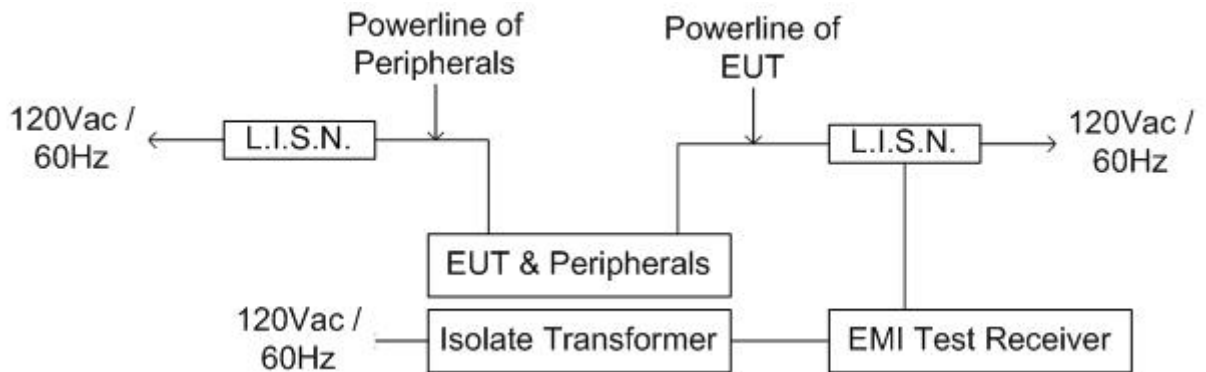 Powerline of
Peripherals
Powerline of
EUT
120Vac /
60Hz
L.I.S.N.
L.I.S.N.
120Vac /
60Hz
EUT & Peripherals
120Vac /
60Hz
Isolate Transformer
EMI Test Receiver